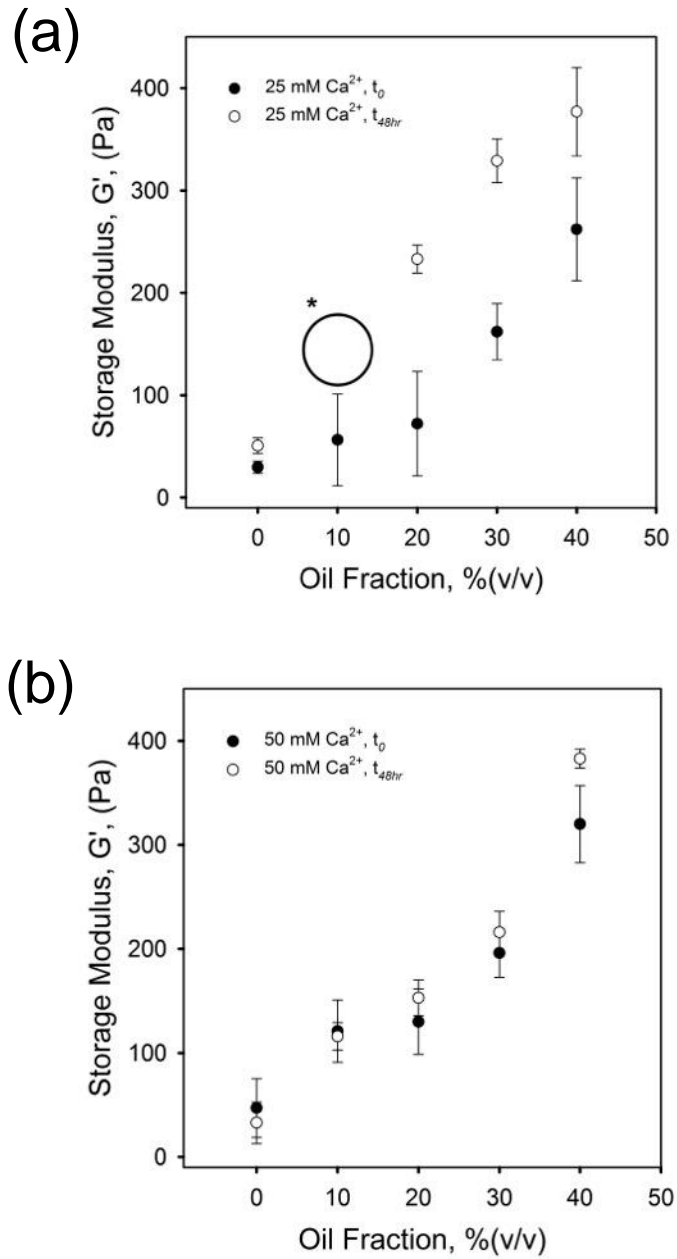 (a)
400
300
200
100
0
Storage Modulus, G', (Pa)
25 mM Ca²⁺, t₀
25 mM Ca²⁺, t₄₈hr
*
0 10 20 30 40 50
Oil Fraction, %(v/v)
(b)
400
300
200
100
0
Storage Modulus, G', (Pa)
50 mM Ca²⁺, t₀
50 mM Ca²⁺, t₄₈hr
0 10 20 30 40 50
Oil Fraction, %(v/v)